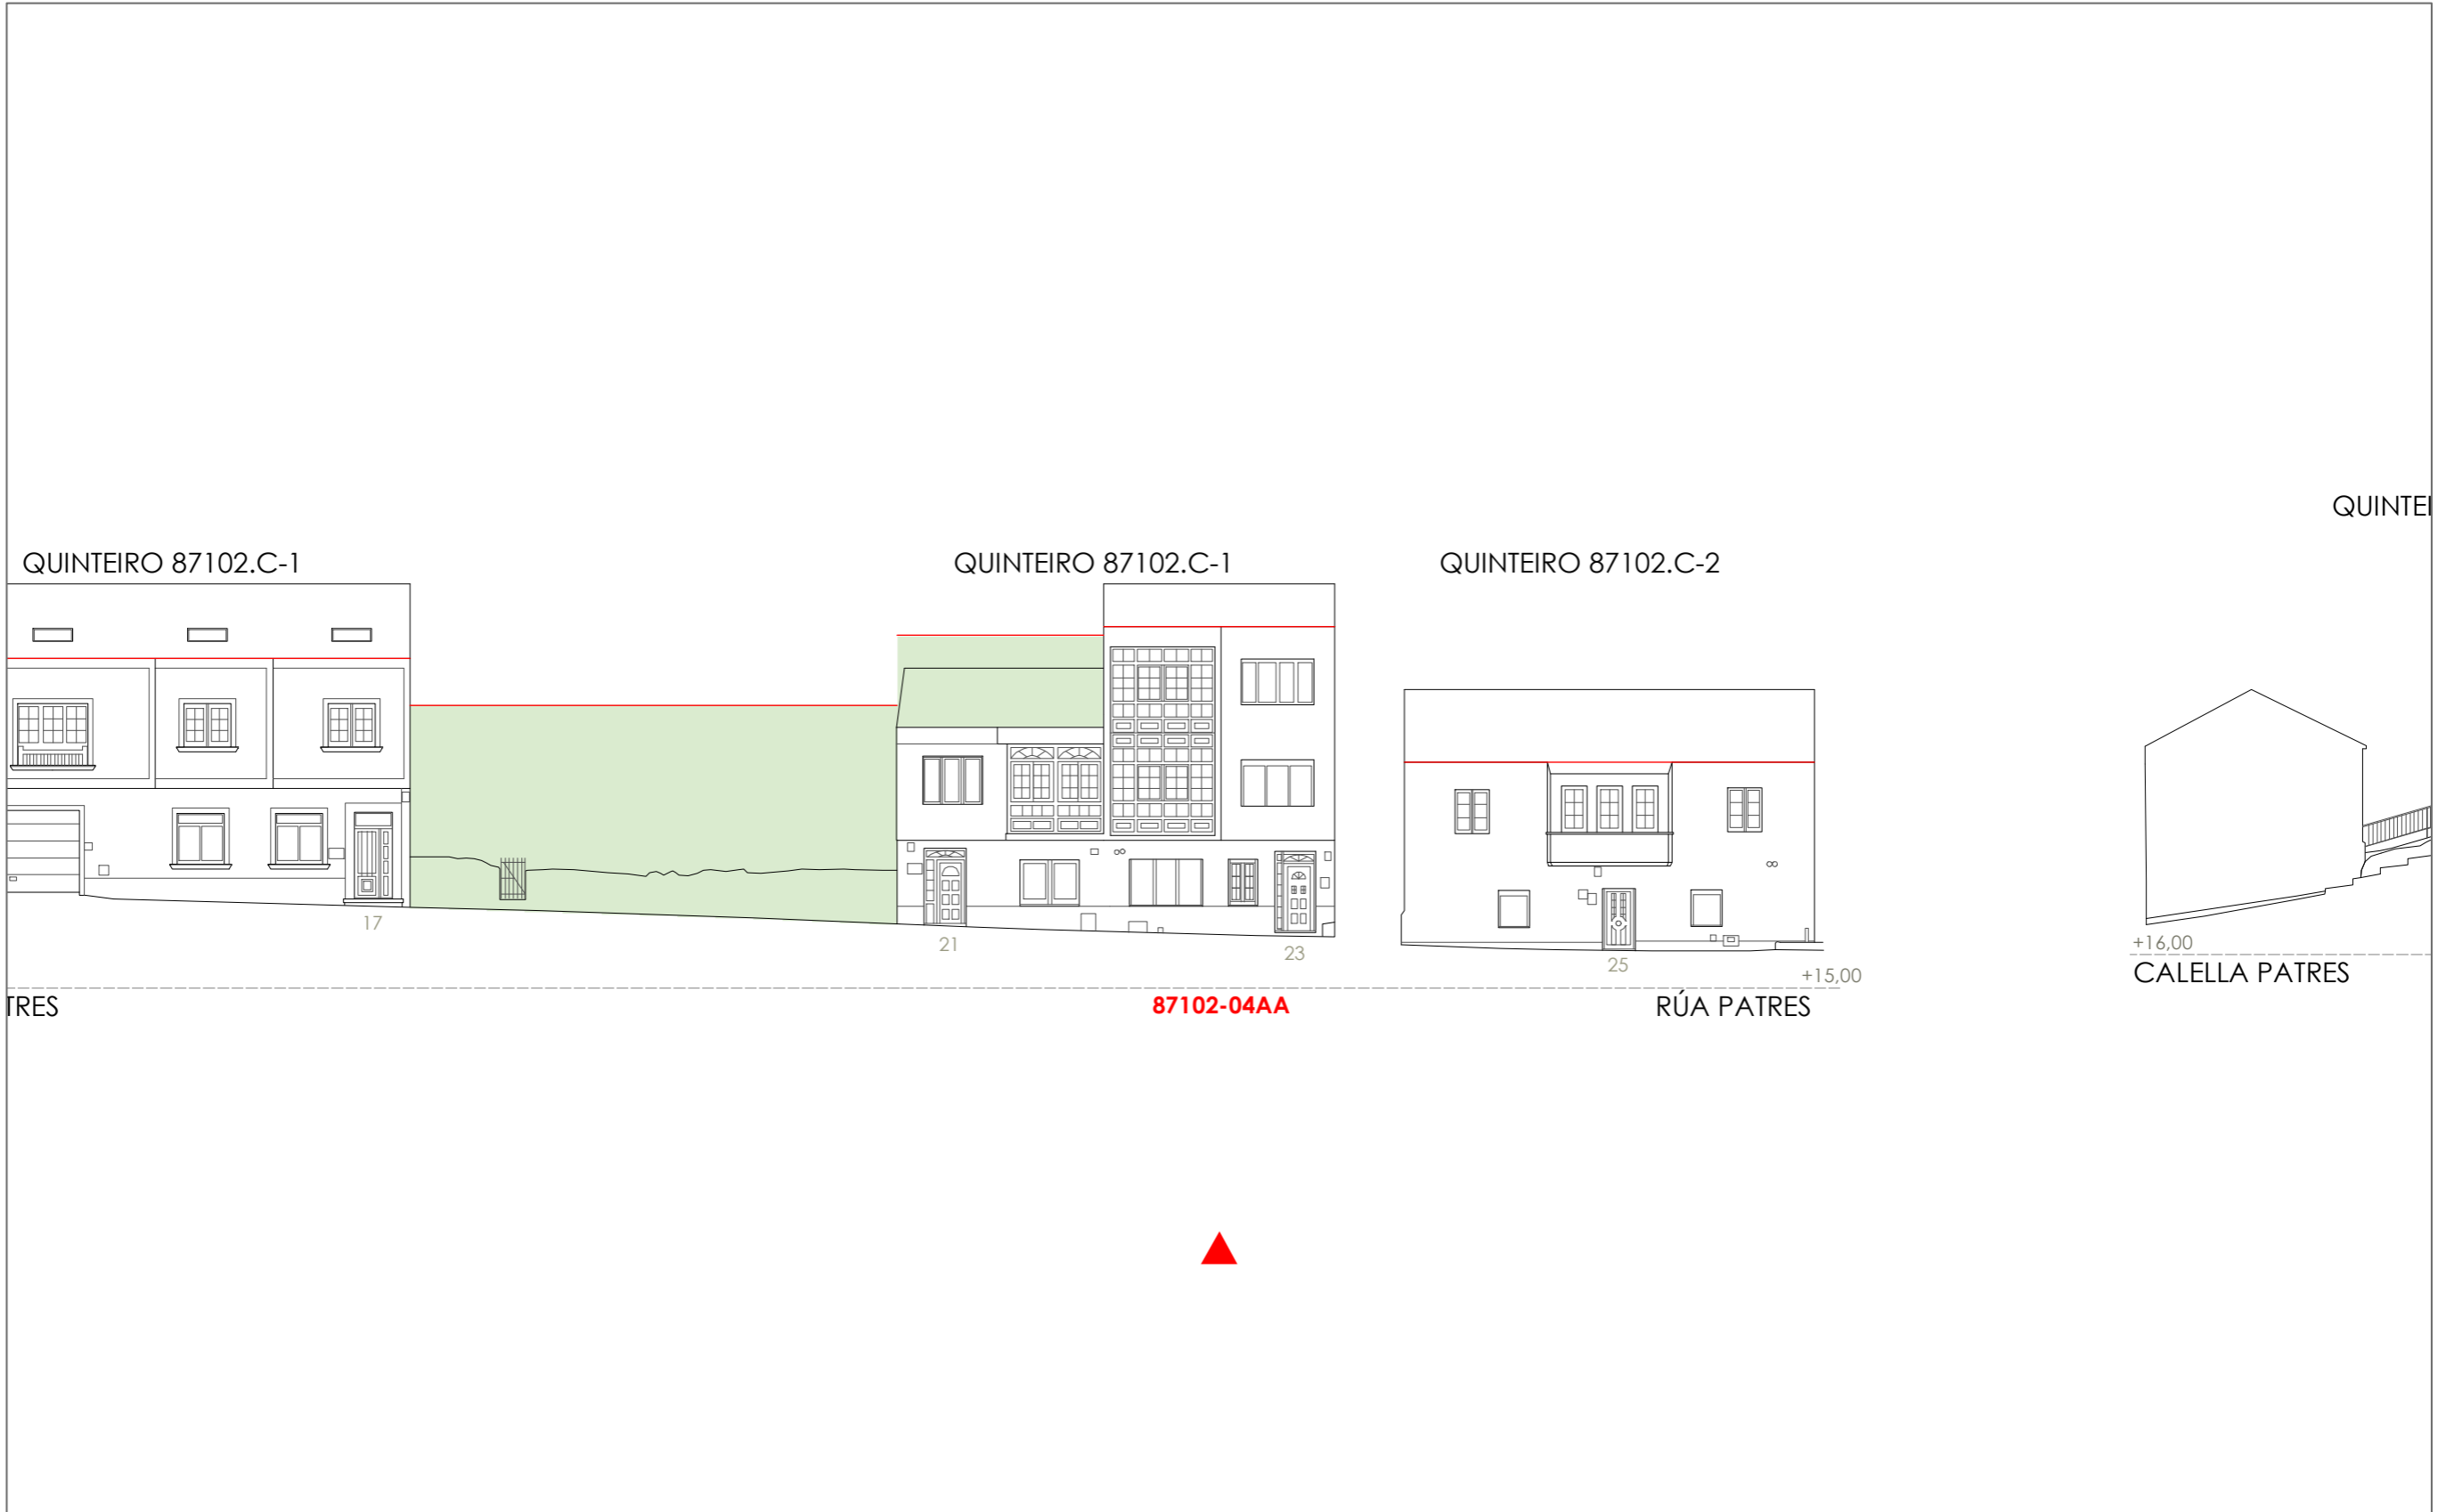 QUINTEI
QUINTEIRO 87102.C-1
QUINTEIRO 87102.C-1
QUINTEIRO 87102.C-2
17
21
23
25
+16,00
+15,00
CALELLA PATRES
TRES
87102-04AA
RÚA PATRES